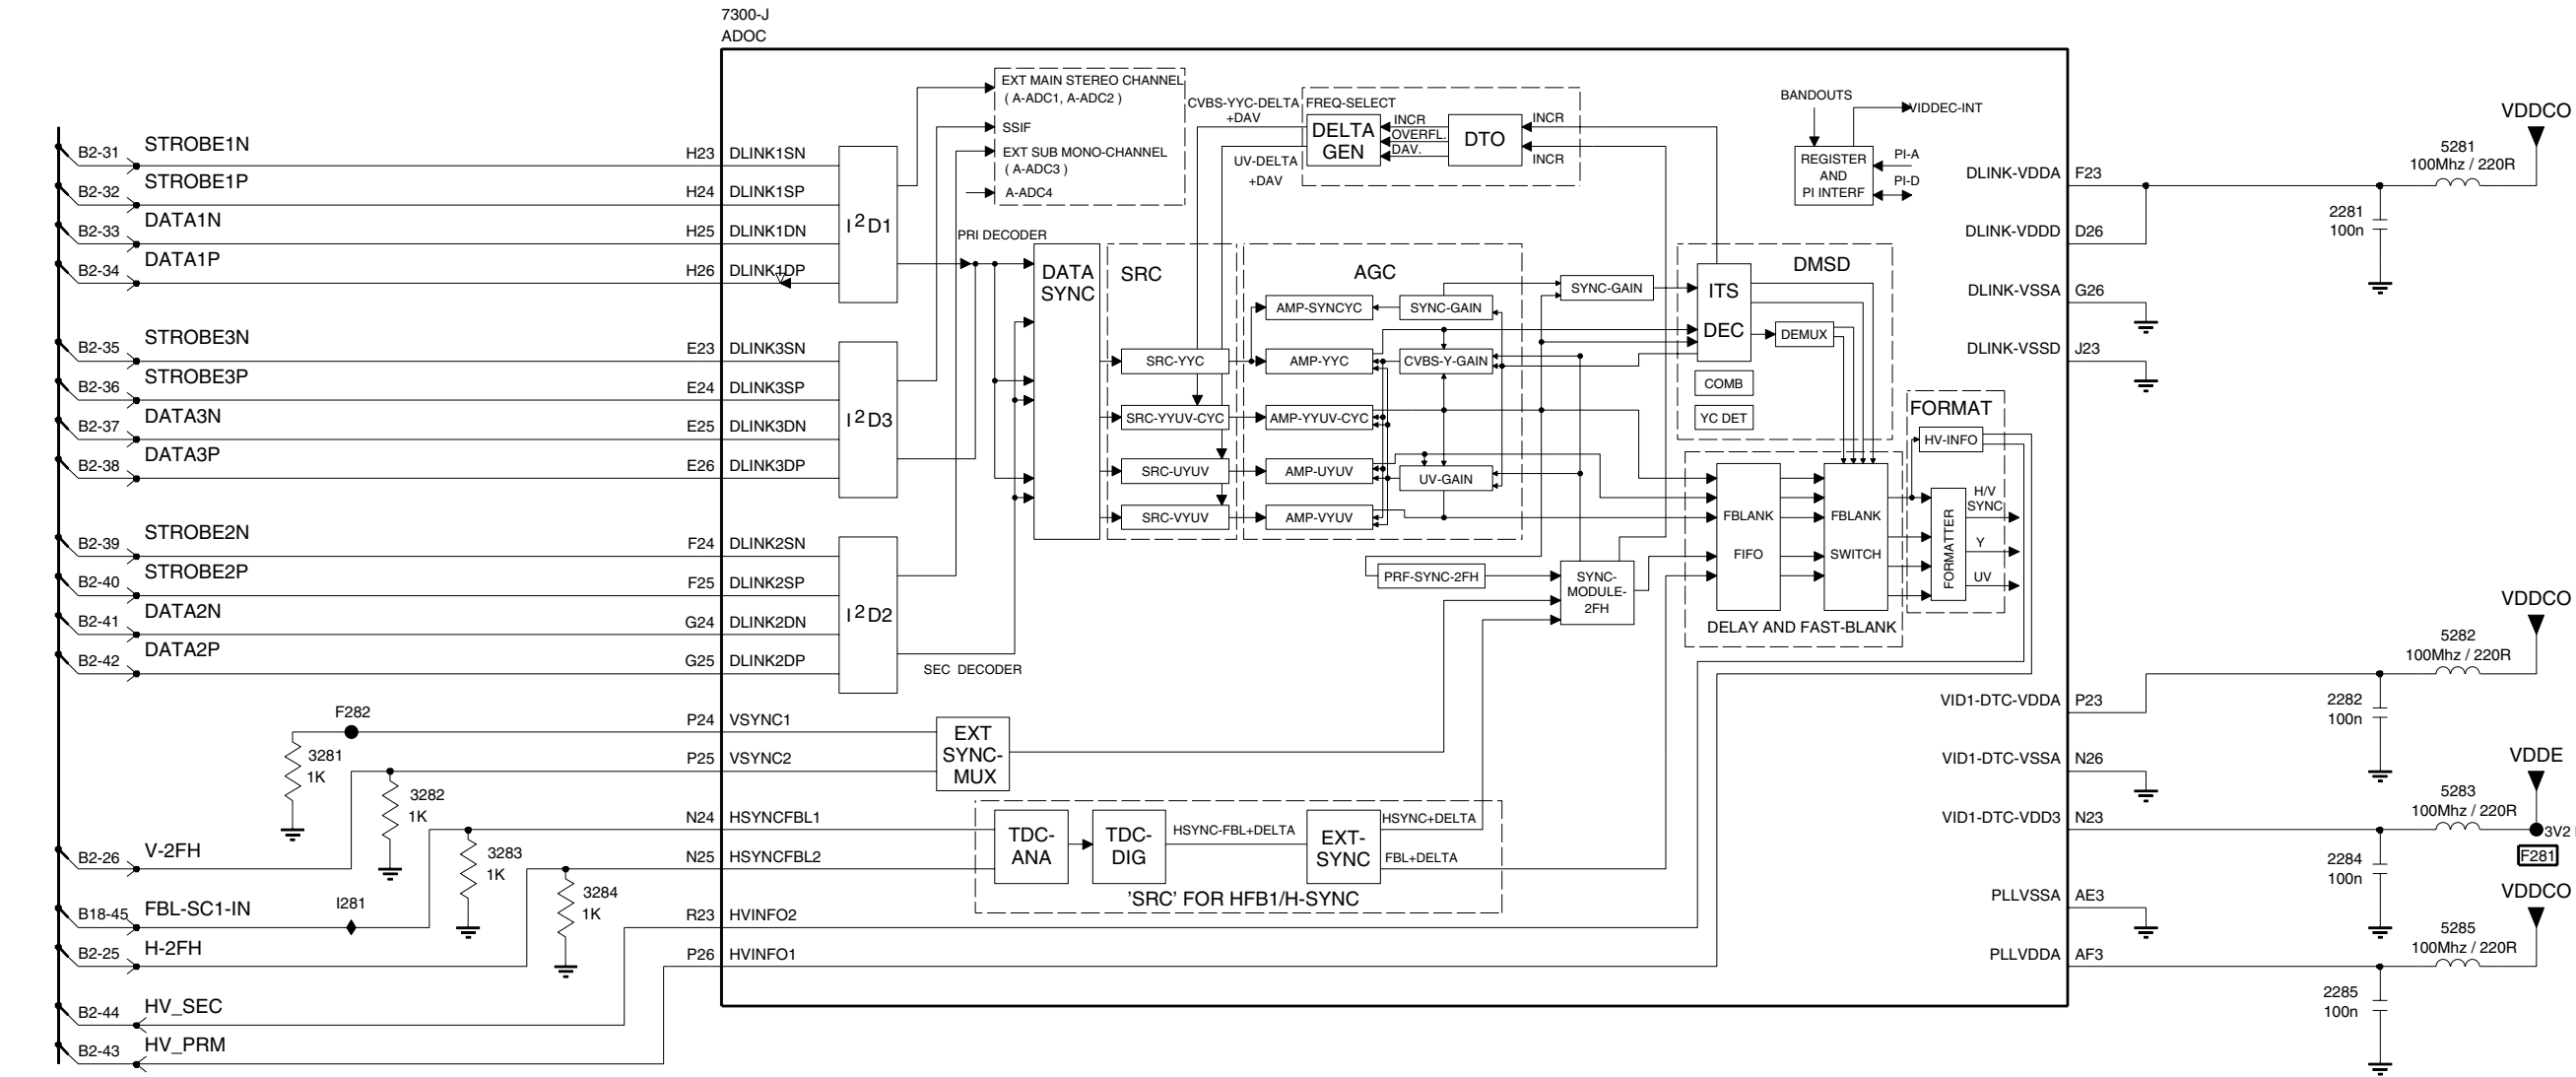 7300-J
ADOC
B2-31 STROBE1N H23 DLINK1SN
B2-32 STROBE1P H24 DLINK1SP
B2-33 DATA1N H25 DLINK1DN
B2-34 DATA1P H26 DLINK1DP
I2D1
B2-35 STROBE3N E23 DLINK3SN
B2-36 STROBE3P E24 DLINK3SP
B2-37 DATA3N E25 DLINK3DN
B2-38 DATA3P E26 DLINK3DP
I2D3
B2-39 STROBE2N F24 DLINK2SN
B2-40 STROBE2P F25 DLINK2SP
B2-41 DATA2N G24 DLINK2DN
B2-42 DATA2P G25 DLINK2DP
I2D2
F282
P24 VSYNC1
P25 VSYNC2
3281
1K
3282
1K
N24 HSYNCFBL1
N25 HSYNCFBL2
3283
1K
3284
1K
B2-26 V-2FH
B18-45 FBL-SC1-IN I281
R23 HVINFO2
B2-25 H-2FH
P26 HVINFO1
B2-44 HV_SEC
B2-43 HV_PRM
EXT MAIN STEREO CHANNEL
( A-ADC1, A-ADC2 )
SSIF
EXT SUB MONO-CHANNEL
( A-ADC3 )
A-ADC4
PRI DECODER
SEC DECODER
DATA
SYNC
SRC
SRC-YYC
SRC-YYUV-CYC
SRC-UYUV
SRC-VYUV
CVBS-YYC-DELTA
+DAV
UV-DELTA
+DAV
FREQ-SELECT
DELTA
GEN
INCR
OVERFL.
DAV.
DTO
INCR
INCR
AGC
AMP-SYNCYC
SYNC-GAIN
AMP-YYC
CVBS-Y-GAIN
AMP-YYUV-CYC
AMP-UYUV
UV-GAIN
AMP-VYUV
SYNC-GAIN
DMSD
ITS
DEC
DEMUX
COMB
YC DET
BANDOUTS
VIDDEC-INT
REGISTER
AND
PI INTERF
PI-A
PI-D
PRF-SYNC-2FH
SYNC-
MODULE-
2FH
FBLANK
FIFO
FBLANK
SWITCH
DELAY AND FAST-BLANK
FORMAT
HV-INFO
FORMATTER
H/V
SYNC
Y
UV
EXT
SYNC-
MUX
TDC-
ANA
TDC-
DIG
HSYNC-FBL+DELTA
EXT-
SYNC
HSYNC+DELTA
FBL+DELTA
'SRC' FOR HFB1/H-SYNC
DLINK-VDDA F23
DLINK-VDDD D26
DLINK-VSSA G26
DLINK-VSSD J23
VID1-DTC-VDDA P23
VID1-DTC-VSSA N26
VID1-DTC-VDD3 N23
PLLVSSA AE3
PLLVDDA AF3
VDDCO
5281
100Mhz / 220R
2281
100n
VDDCO
5282
100Mhz / 220R
2282
100n
VDDE
5283
100Mhz / 220R
3V2
F281
2284
100n
VDDCO
5285
100Mhz / 220R
2285
100n